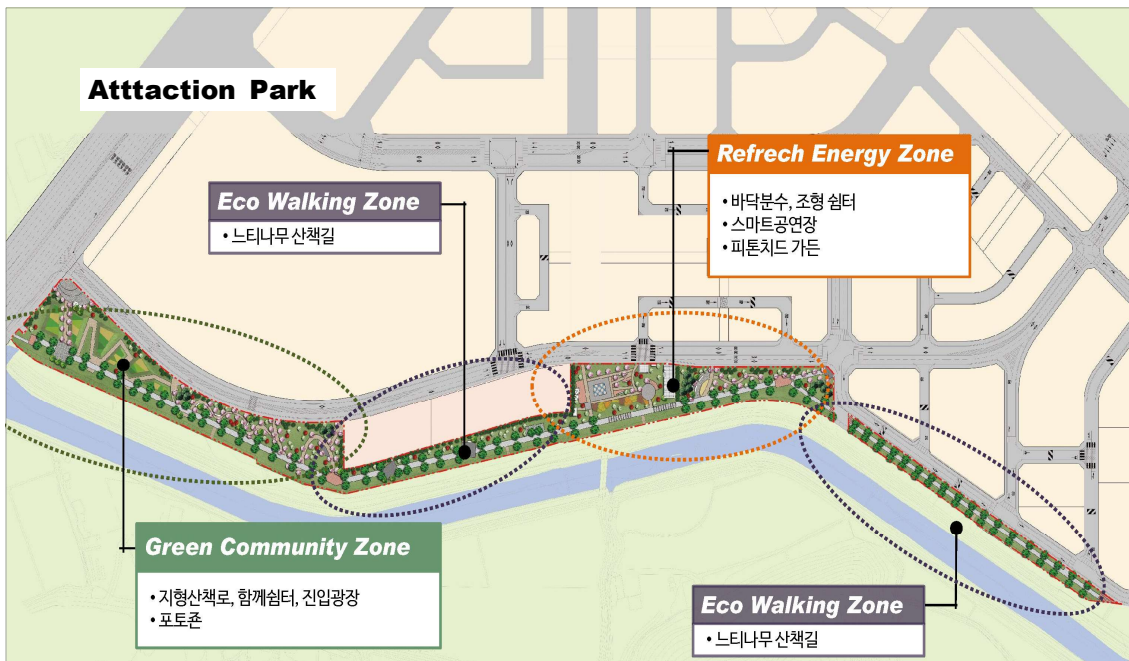 Atttaction Park
Refrech Energy Zone
• 바닷분수, 조형 쉼터
• 스마트공연장
• 피톤치드 가든
Eco Walking Zone
• 느티나무 산책길
Green Community Zone
• 지형산책로, 함께쉼터, 진입광장
• 포토죤
Eco Walking Zone
• 느티나무 산책길